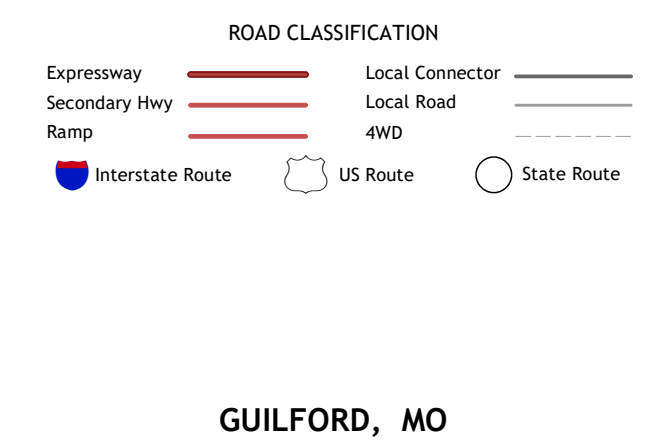 ROAD CLASSIFICATION
Expressway
Local Connector
Secondary Hwy
Local Road
Ramp
4WD
Interstate Route
US Route
State Route
GUILFORD, MO